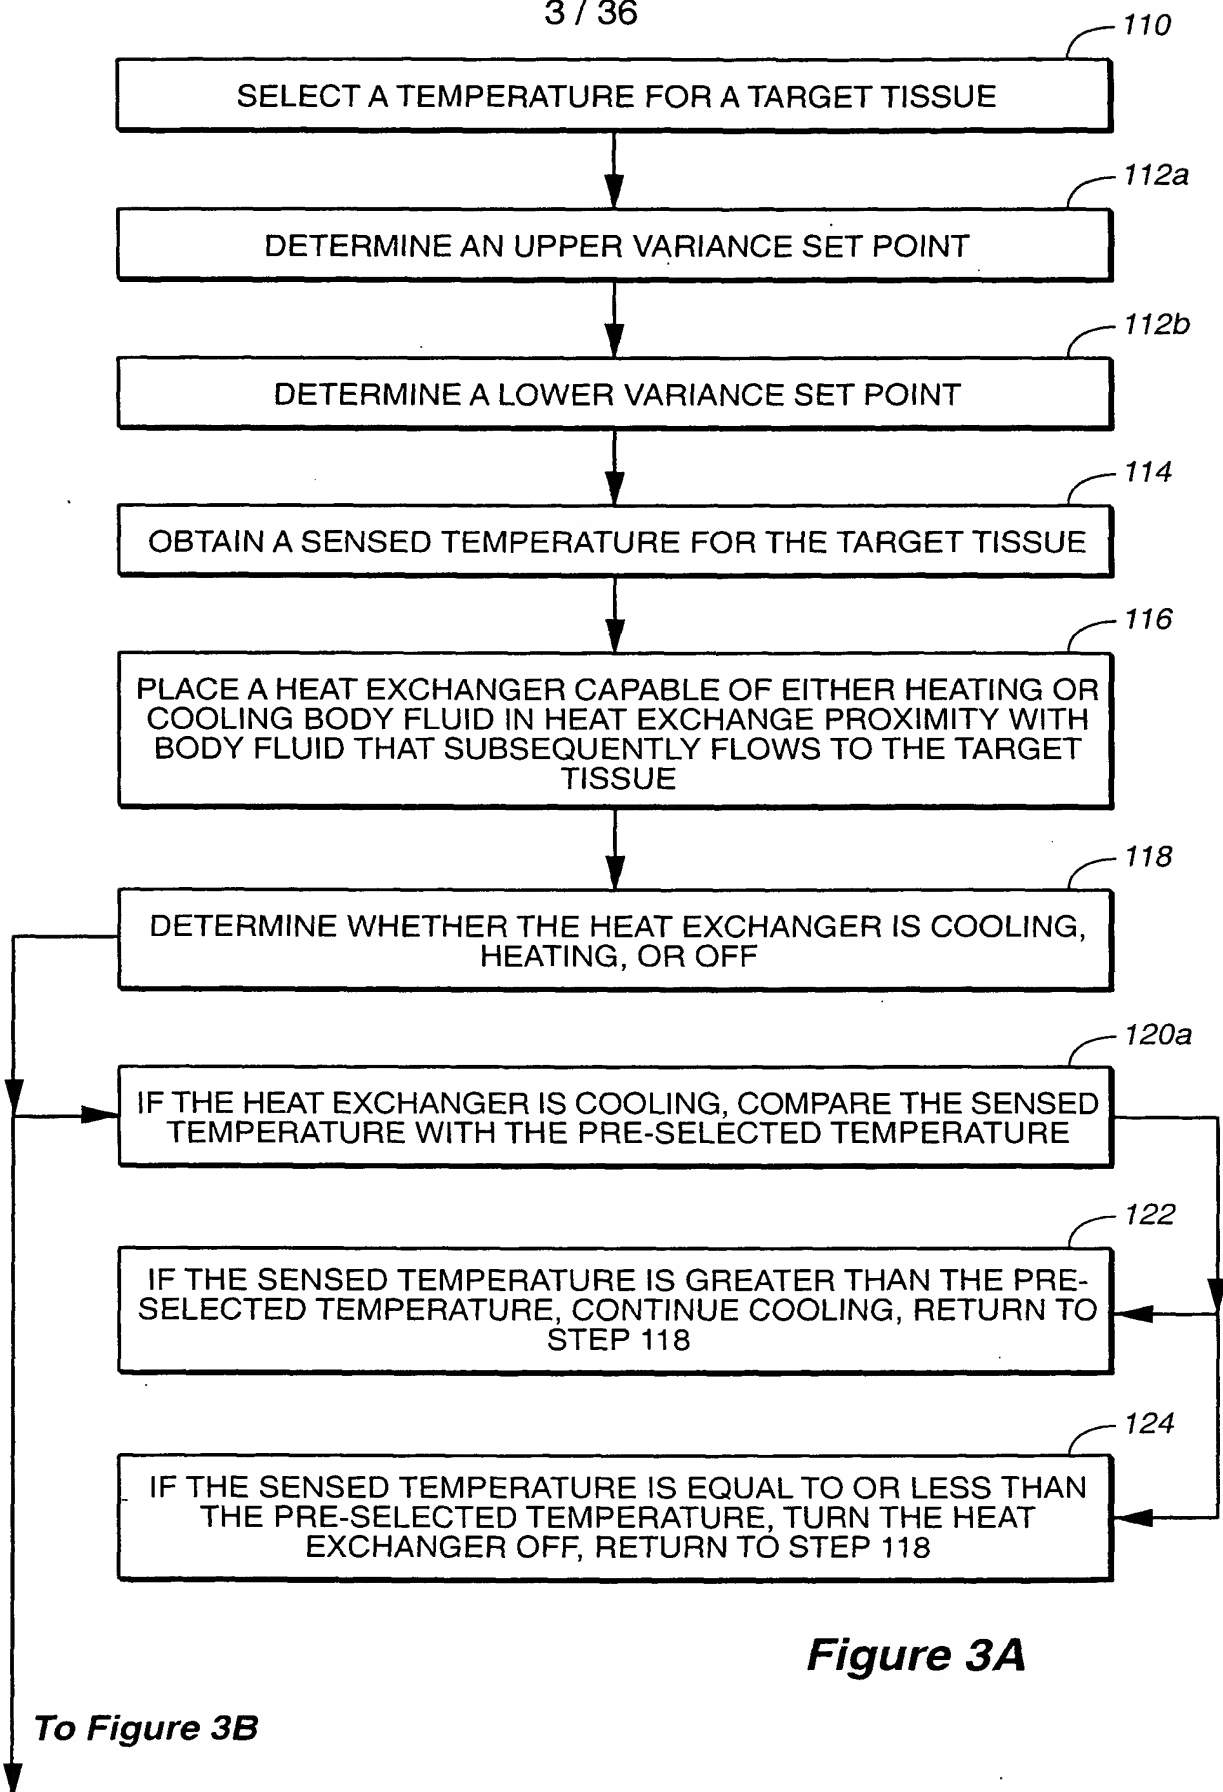 3 / 36
110
SELECT A TEMPERATURE FOR A TARGET TISSUE
112a
DETERMINE AN UPPER VARIANCE SET POINT
112b
DETERMINE A LOWER VARIANCE SET POINT
114
OBTAIN A SENSED TEMPERATURE FOR THE TARGET TISSUE
116
PLACE A HEAT EXCHANGER CAPABLE OF EITHER HEATING OR
COOLING BODY FLUID IN HEAT EXCHANGE PROXIMITY WITH
BODY FLUID THAT SUBSEQUENTLY FLOWS TO THE TARGET
TISSUE
118
DETERMINE WHETHER THE HEAT EXCHANGER IS COOLING,
HEATING, OR OFF
120a
IF THE HEAT EXCHANGER IS COOLING, COMPARE THE SENSED
TEMPERATURE WITH THE PRE-SELECTED TEMPERATURE
122
IF THE SENSED TEMPERATURE IS GREATER THAN THE PRE-
SELECTED TEMPERATURE, CONTINUE COOLING, RETURN TO
STEP 118
124
IF THE SENSED TEMPERATURE IS EQUAL TO OR LESS THAN
THE PRE-SELECTED TEMPERATURE, TURN THE HEAT
EXCHANGER OFF, RETURN TO STEP 118
Figure 3A
To Figure 3B